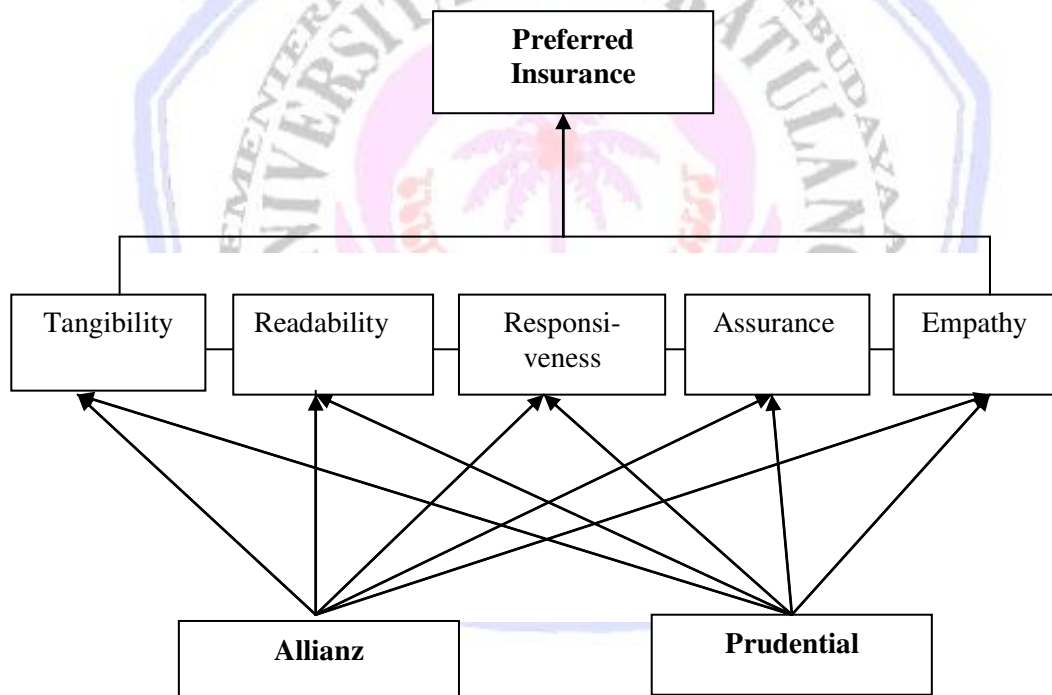 Preferred
Insurance
Tangibility
Readability
Responsi-
veness
Assurance
Empathy
Allianz
Prudential